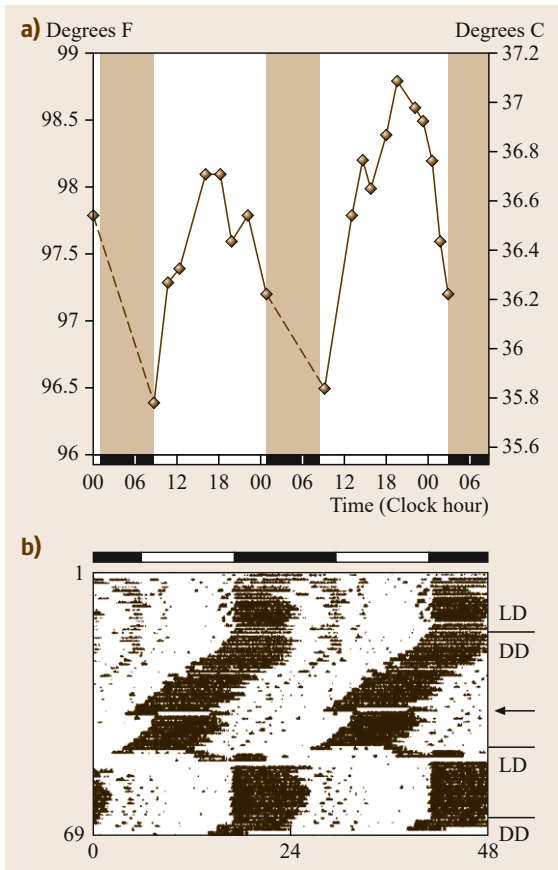 a) Degrees F Degrees C
99 37.2
37
98.5
36.8
98
36.6
97.5 36.4
36.2
97
36
96.5
35.8
35.6
96
00 06 12 18 12 00 06 12 18 00 06
Time (Clock hour)
b)
1
LD
DD
LD
69 DD
0 24 48